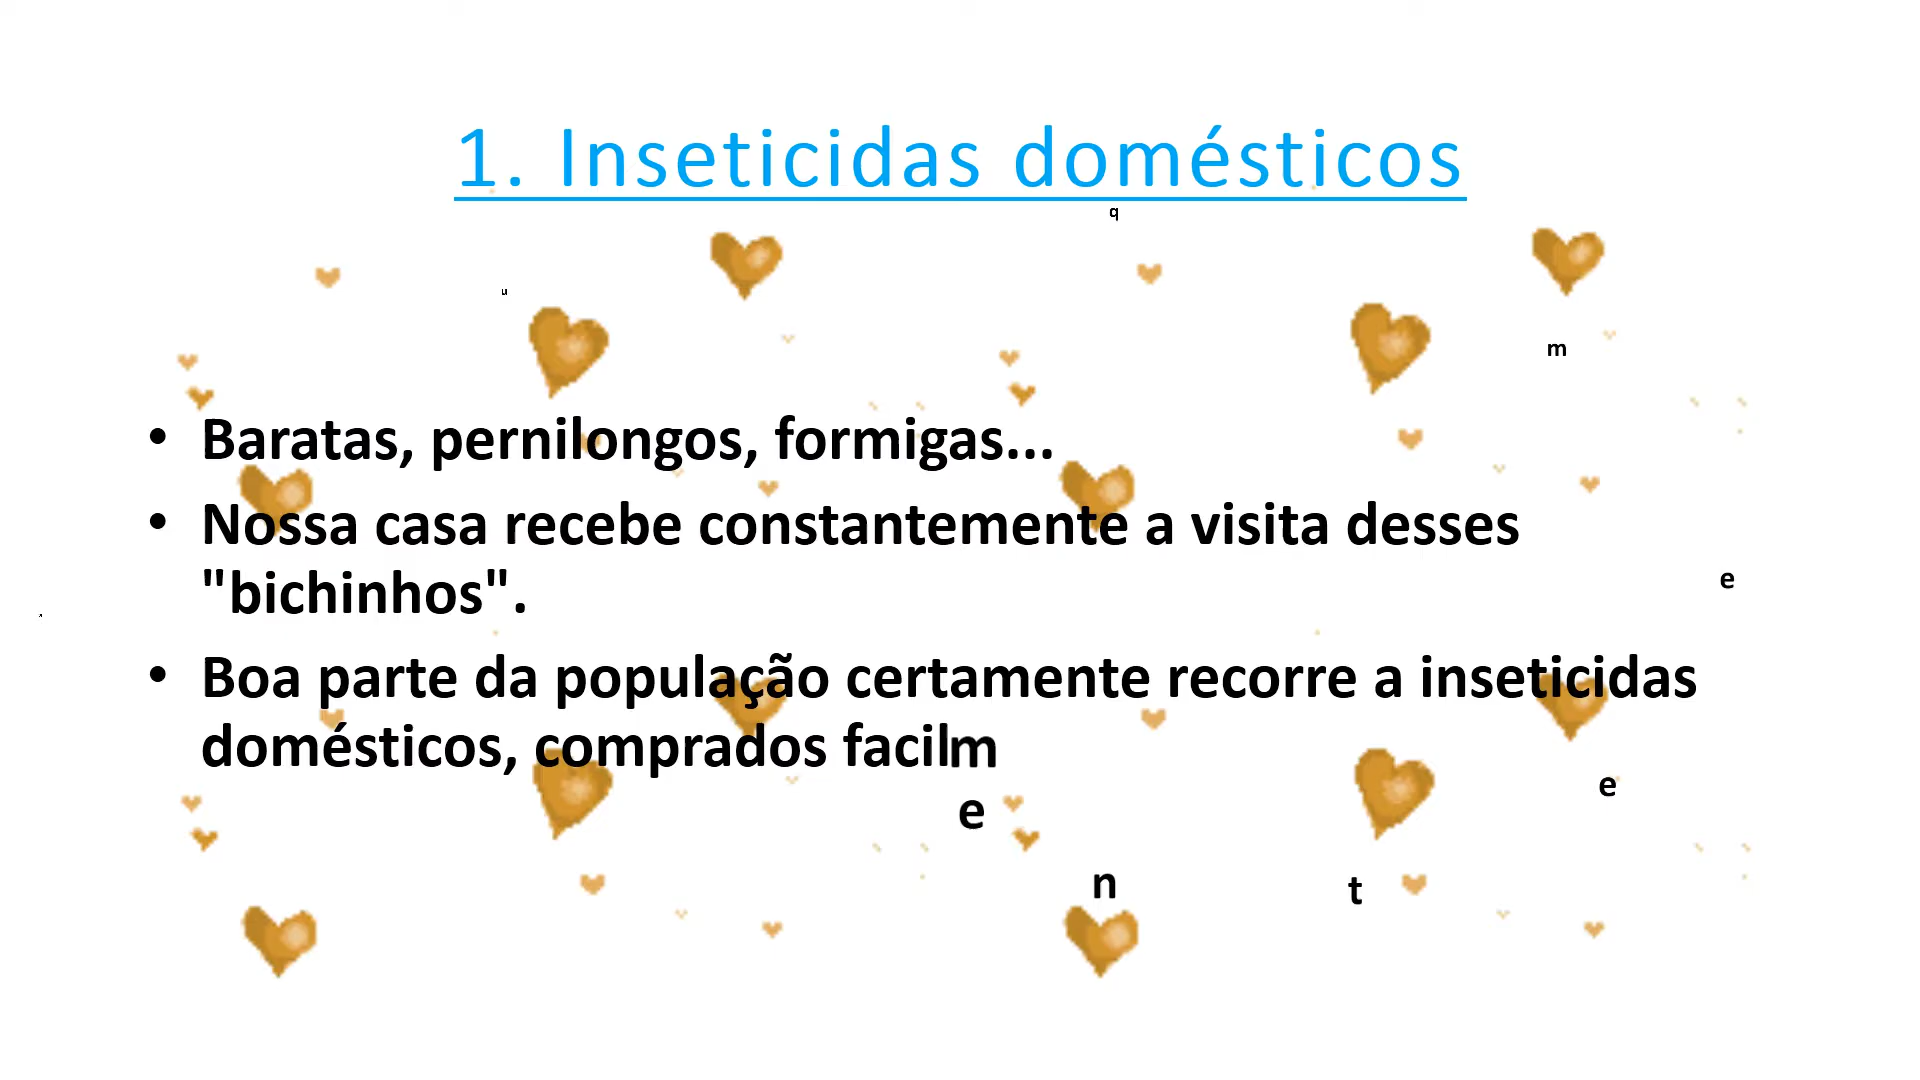 1. Inseticidas domésticos
• Baratas, pernilongos, formigas...
• Nossa casa recebe constantemente a visita desses
"bichinhos".
• Boa parte da população certamente recorre a inseticidas
domésticos, comprados facilm
e
n
t
e
e
m
q
u